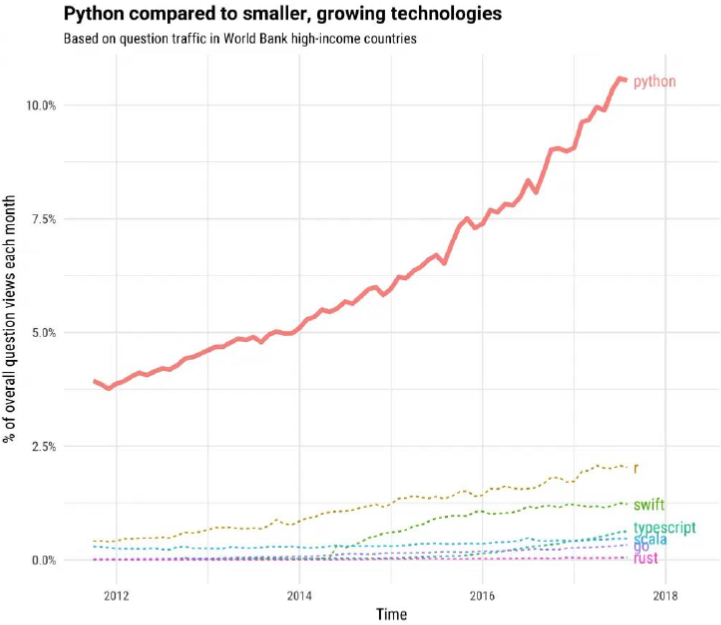 Python compared to smaller, growing technologies
Based on question traffic in World Bank high-income countries
% of overall question views each month
10.0%
7.5%
5.0%
2.5%
0.0%
python
r
swift
typescript
scala
go
rust
2012
2014
2016
2018
Time